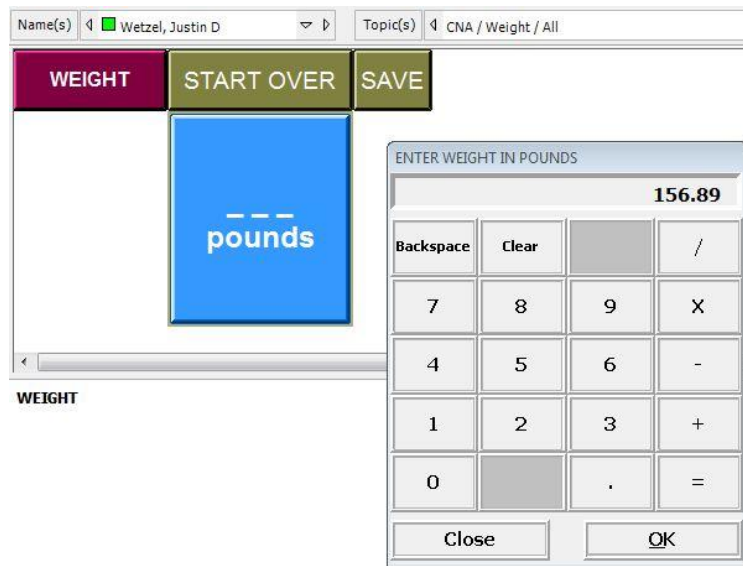 Name(s) Wetzel, Justin D Topic(s) CNA / Weight / All
WEIGHT START OVER SAVE
_ _ _
pounds
WEIGHT
ENTER WEIGHT IN POUNDS
156.89
Backspace Clear /
7 8 9 X
4 5 6 -
1 2 3 +
0 . =
Close OK